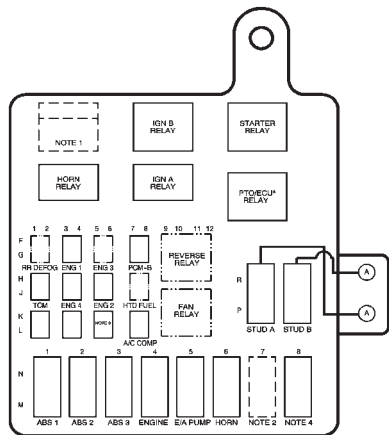 IGN B
RELAY
STARTER
RELAY
NOTE 1
HORN
RELAY
IGN A
RELAY
PTO/ECU*
RELAY
1 2 3 4 5 6 7 8 9 10 11 12
F
G
REVERSE
RELAY
RR DEFOG ENG 1 ENG 3 PCM-B
H
J
R
A
TCM ENG 4 ENG 2 HTD FUEL
FAN
RELAY
P
A
K
L
STUD A STUD B
A/C COMP
1 2 3 4 5 6 7 8
N
M
ABS 1 ABS 2 ABS 3 ENGINE E/A PUMP HORN NOTE 2 NOTE 4